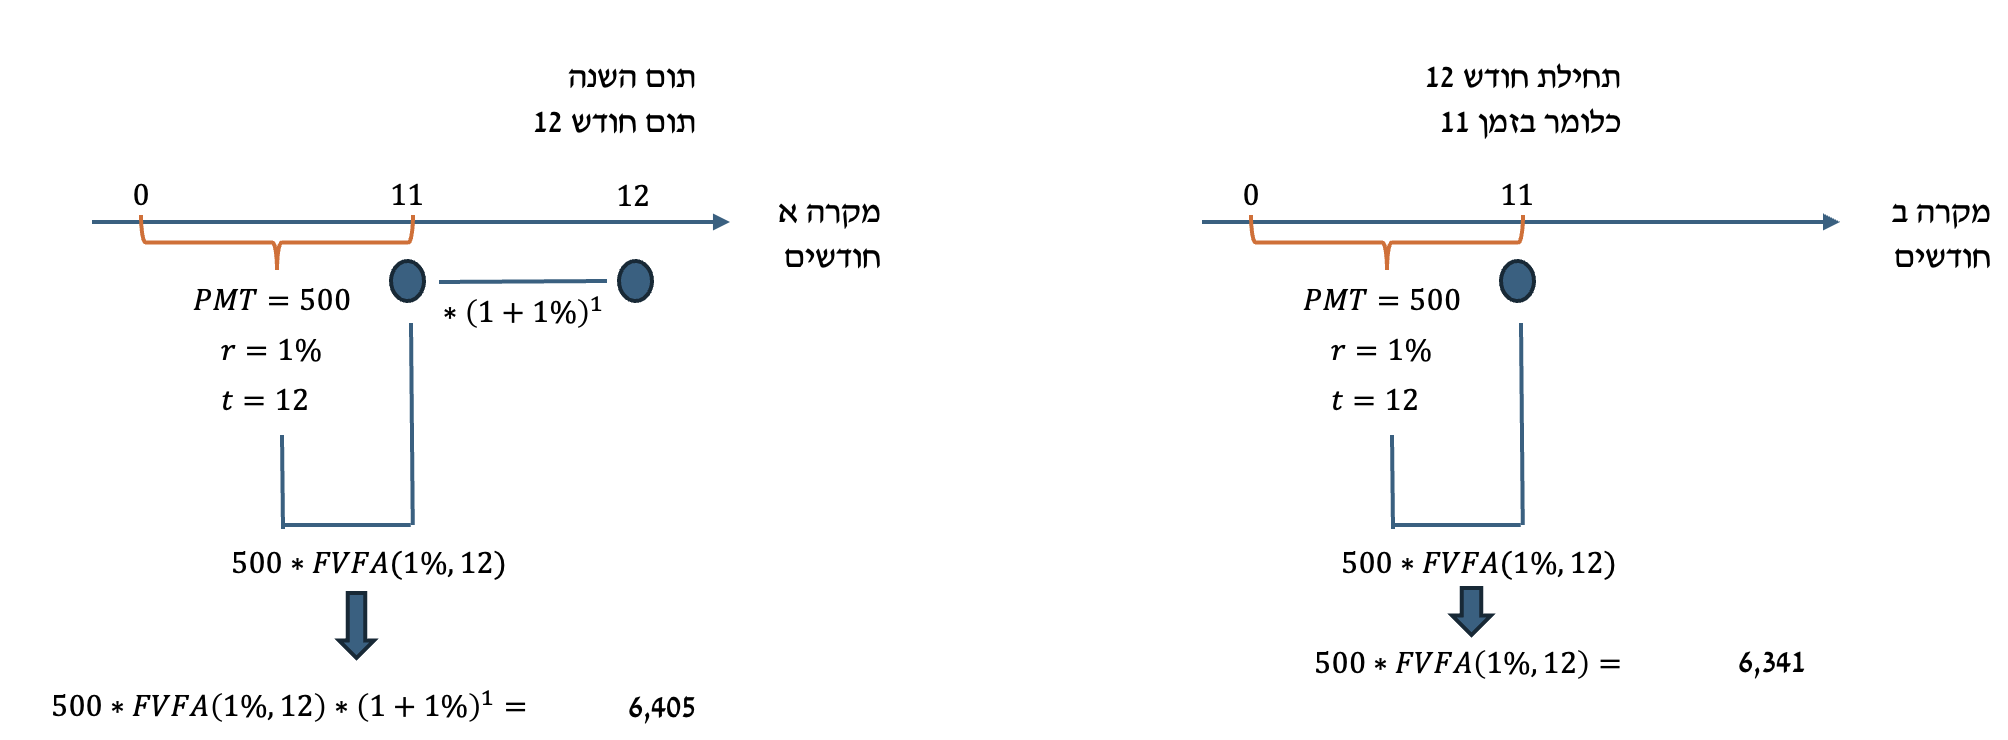 תום השנה
תום חודש 12
0 11 12
מקרה א
חודשים
PMT = 500
∗ (1 + 1%)¹
r = 1%
t = 12
500 ∗ FVFA(1%, 12)
500 ∗ FVFA(1%, 12) ∗ (1 + 1%)¹ = 6,405
תחילת חודש 12
כלומר בזמן 11
0 11
מקרה ב
חודשים
PMT = 500
r = 1%
t = 12
500 ∗ FVFA(1%, 12)
500 ∗ FVFA(1%, 12) = 6,341